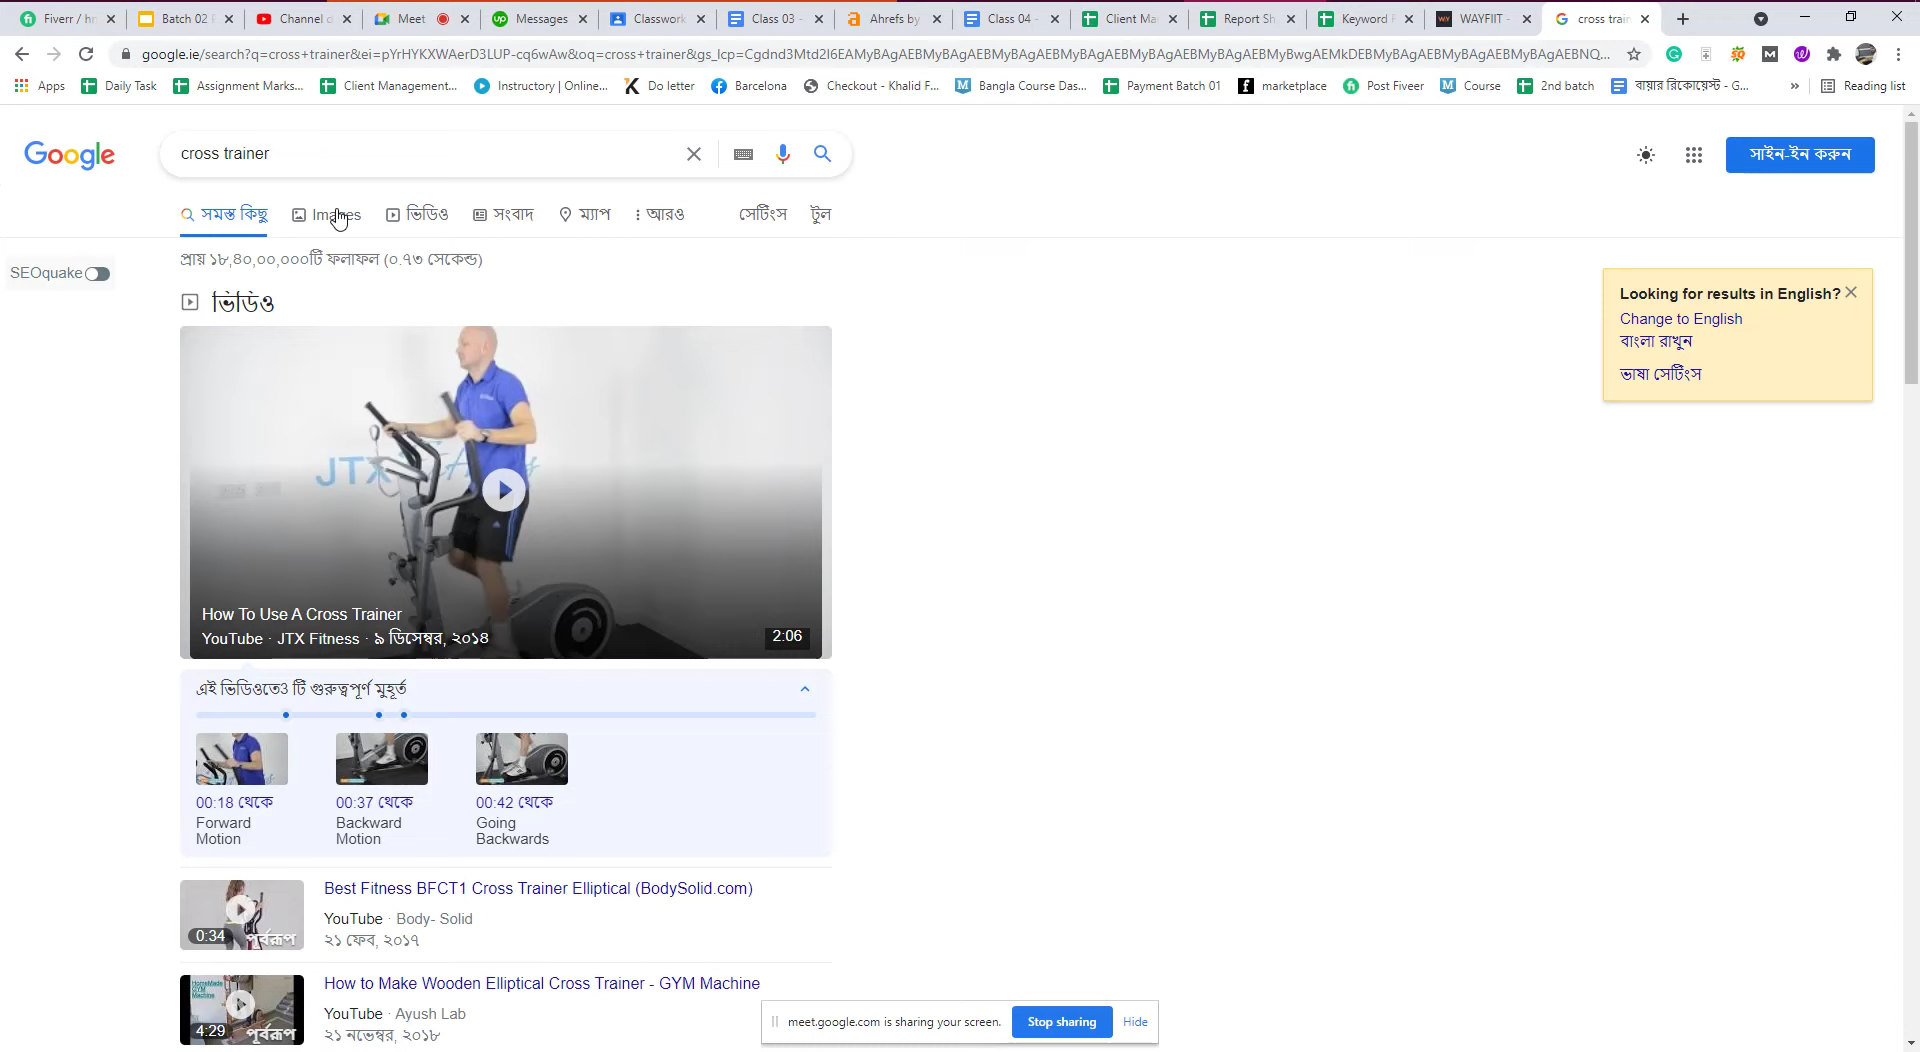 Fiverr / hr
Batch 02 F
Channel d
Meet
Messages
Classwork
Class 03 -
Ahrefs by
Class 04 -
Client Ma
Report Sh
Keyword F
WAYFIIT -
cross train
google.ie/search?q=cross+trainer&ei=pYrHYKXWAerD3LUP-cq6wAw&oq=cross+trainer&gs_lcp=Cgdnd3Mtd2l6EAMyBAgAEBMyBAgAEBMyBAgAEBMyBAgAEBMyBAgAEBMyBAgAEBMyBwgAEMkDEBMyBAgAEBMyBAgAEBMyBAgAEBNQ...
Apps
Daily Task
Assignment Marks...
Client Management...
Instructory | Online...
Do letter
Barcelona
Checkout - Khalid F...
Bangla Course Das...
Payment Batch 01
marketplace
Post Fiveer
Course
2nd batch
বায়ার রিকোয়েস্ট - G...
Reading list
Google
cross trainer
সাইন-ইন করুন
সমস্ত কিছু
Images
ভিডিও
সংবাদ
ম্যাপ
আরও
সেটিংস
টুল
প্রায় ১৮,৪০,০০,০০০টি ফলাফল (০.৭৩ সেকেন্ড)
SEOquake
ভিডিও
Looking for results in English?
Change to English
বাংলা রাখুন
ভাষা সেটিংস
JTX
How To Use A Cross Trainer
YouTube · JTX Fitness · ৯ ডিসেম্বর, ২০১৪
2:06
এই ভিডিওতে3 টি গুরুত্বপূর্ণ মুহূর্ত
00:18 থেকে
Forward
Motion
00:37 থেকে
Backward
Motion
00:42 থেকে
Going
Backwards
Best Fitness BFCT1 Cross Trainer Elliptical (BodySolid.com)
YouTube · Body- Solid
২১ ফেব, ২০১৭
0:34
পূর্বরূপ
How to Make Wooden Elliptical Cross Trainer - GYM Machine
YouTube · Ayush Lab
২১ নভেম্বর, ২০১৮
HomeMade
GYM
Machine
4:29
পূর্বরূপ
meet.google.com is sharing your screen.
Stop sharing
Hide